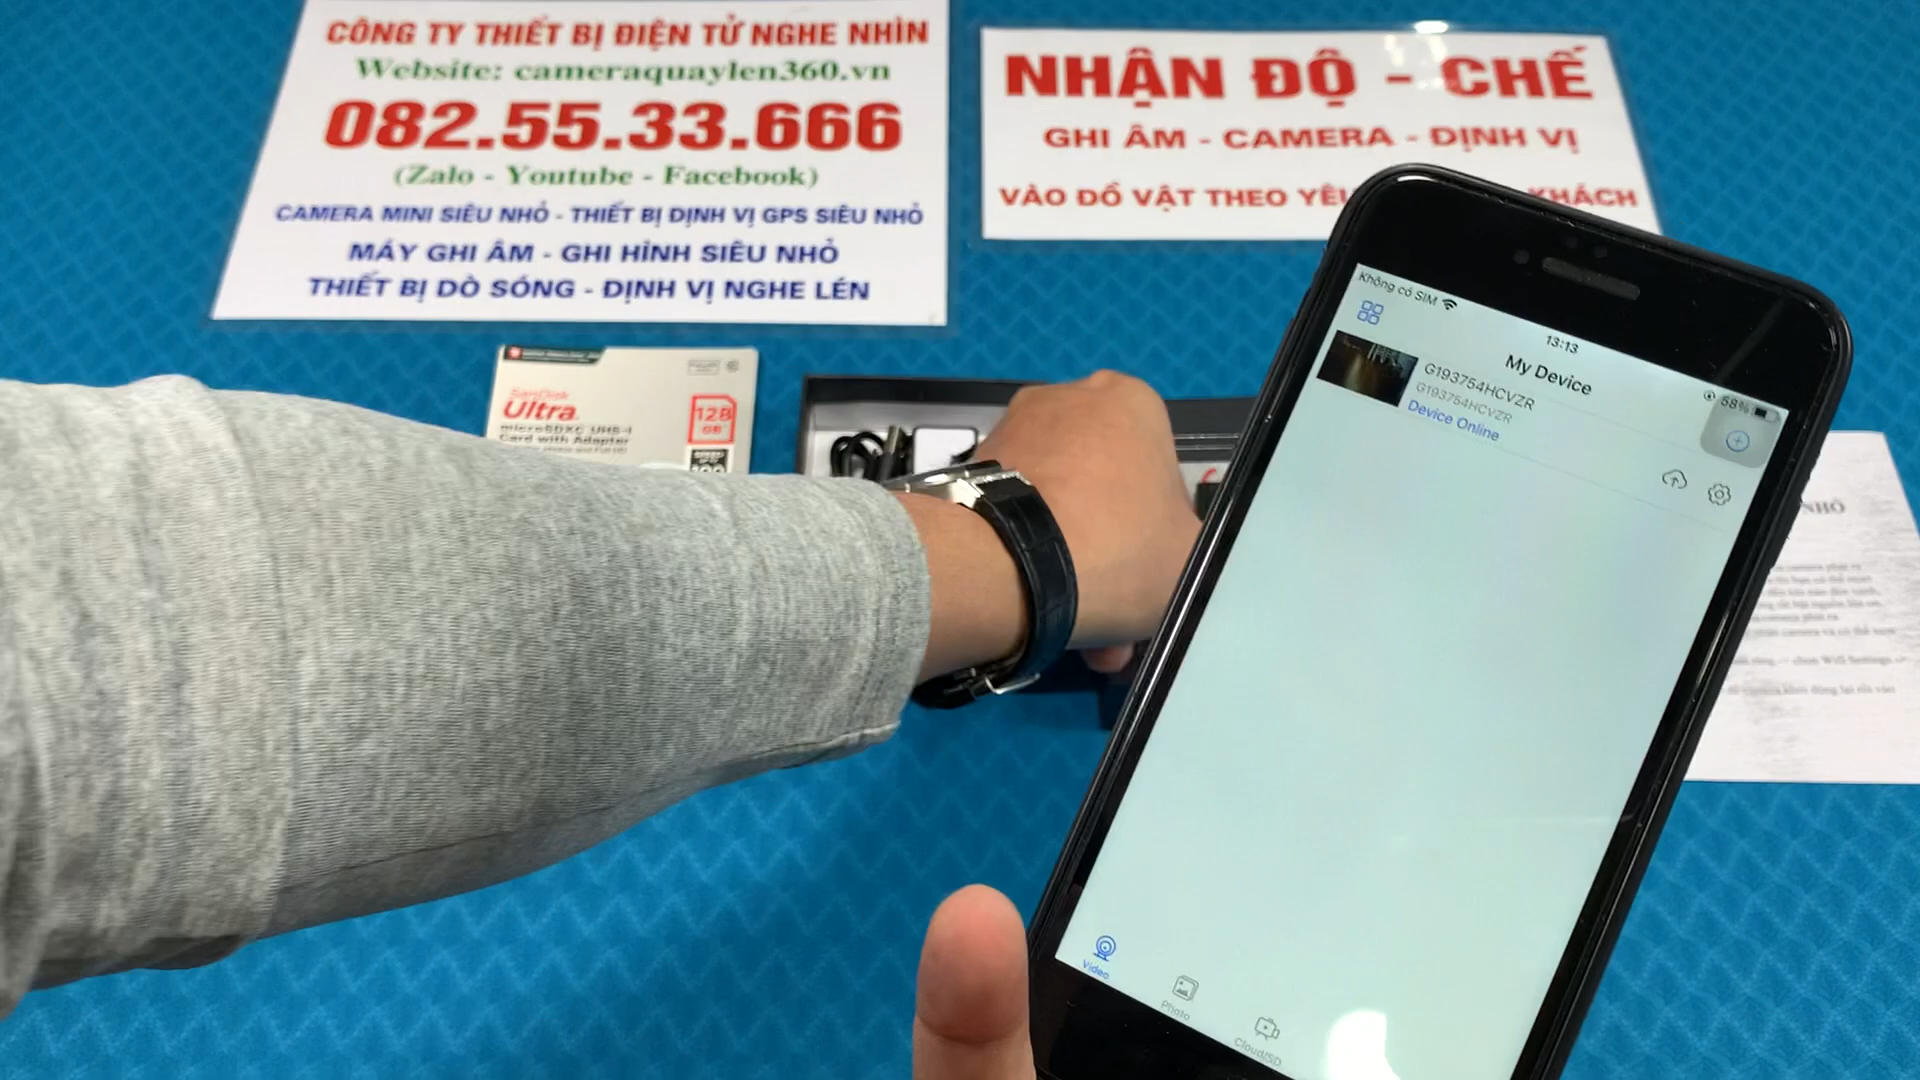 CÔNG TY THIẾT BỊ ĐIỆN TỬ NGHE NHÌN
Website: cameraquaylen360.vn
082.55.33.666
(Zalo - Youtube - Facebook)
CAMERA MINI SIÊU NHỎ - THIẾT BỊ ĐỊNH VỊ GPS SIÊU NHỎ
MÁY GHI ÂM - GHI HÌNH SIÊU NHỎ
THIẾT BỊ DÒ SÓNG - ĐỊNH VỊ NGHE LÉN
NHẬN ĐỘ - CHẾ
GHI ÂM - CAMERA - ĐỊNH VỊ
VÀO ĐỒ VẬT THEO YÊU KHÁCH
SanDisk
Ultra
microSDXC UHS-I
Card with Adapter
128
GB
100
Không có SIM
13:13
58%
My Device
G193754HCVZR
G193754HCVZR
Device Online
Video
Photo
Cloud/SD
NHỎ